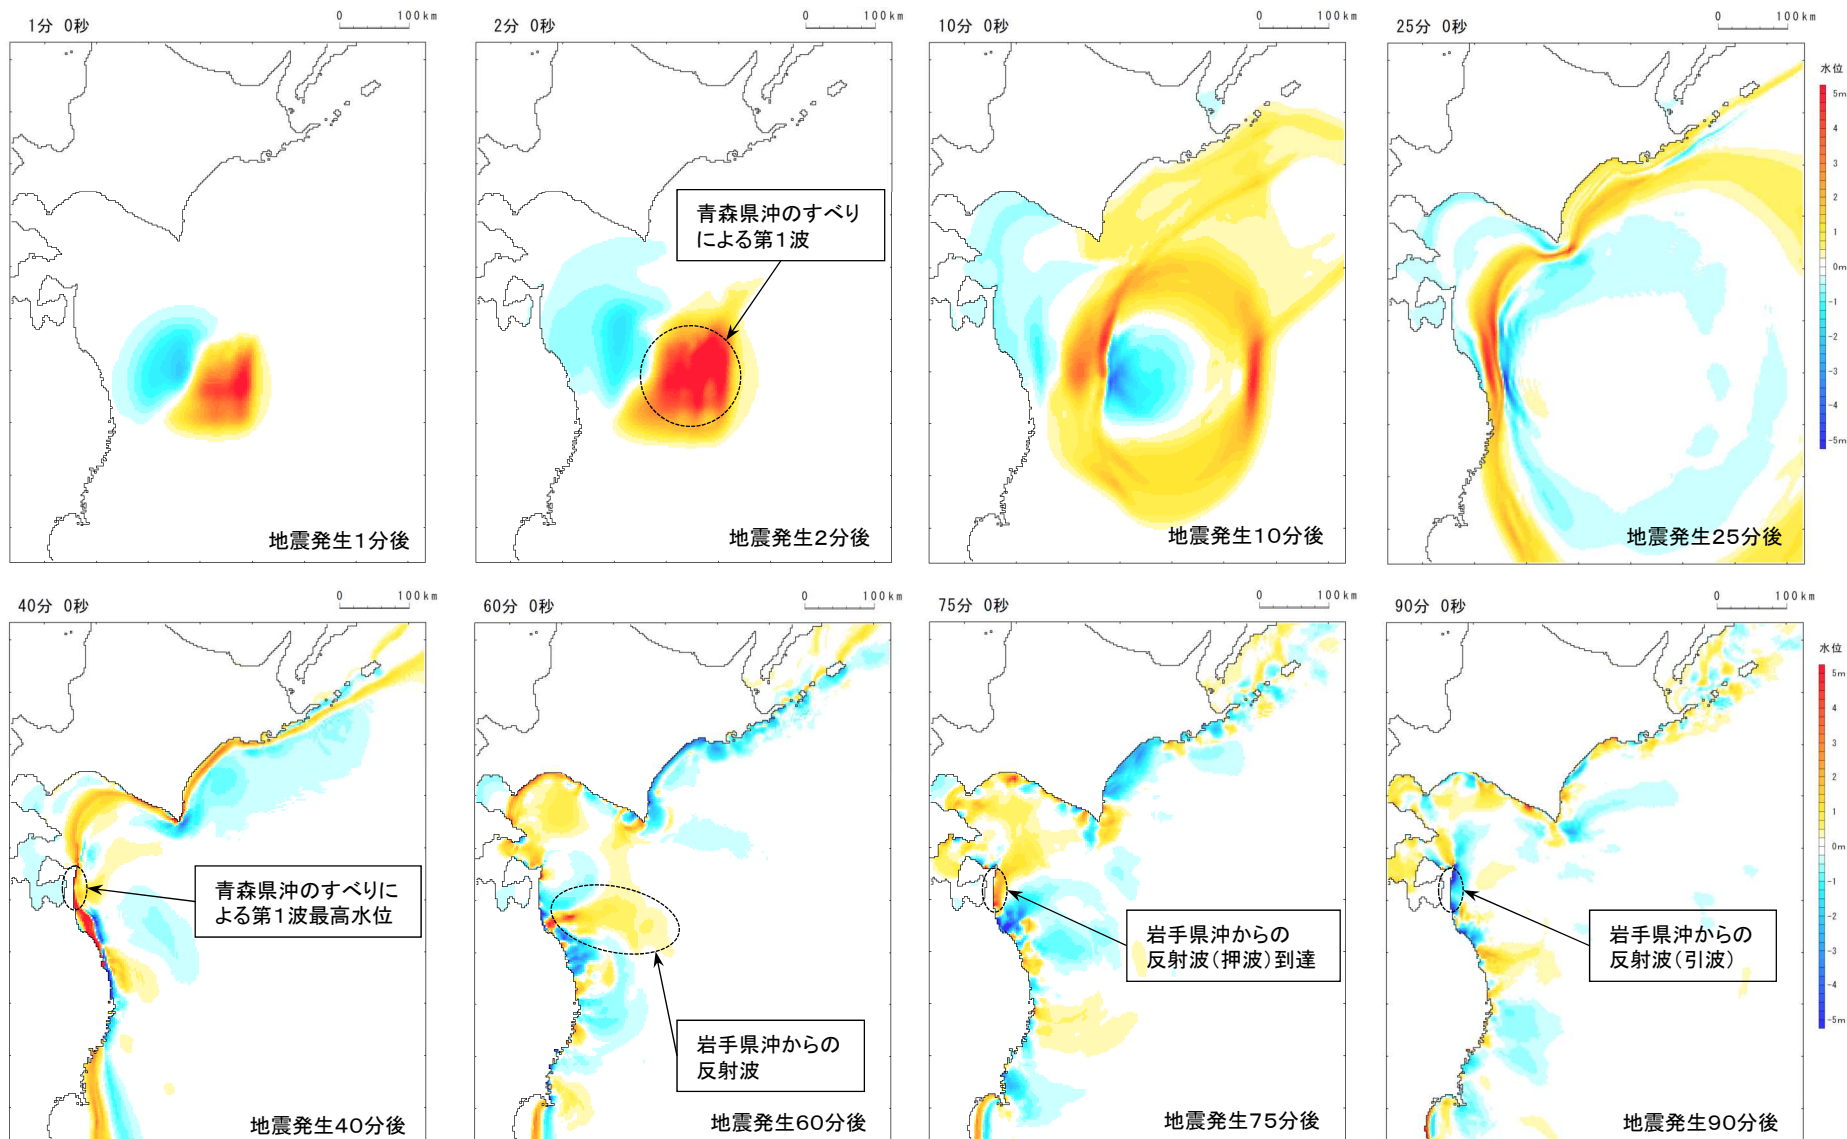 1分 0秒
0 100km
2分 0秒
0 100km
10分 0秒
0 100km
25分 0秒
0 100km
水位
5m
4
3
2
1
0m
-1
-2
-3
-4
-5m
青森県沖のすべり
による第1波
地震発生1分後
地震発生2分後
地震発生10分後
地震発生25分後
40分 0秒
0 100km
60分 0秒
0 100km
75分 0秒
0 100km
90分 0秒
0 100km
水位
5m
4
3
2
1
0m
-1
-2
-3
-4
-5m
青森県沖のすべりに
よる第1波最高水位
岩手県沖からの
反射波
岩手県沖からの
反射波(押波)到達
岩手県沖からの
反射波(引波)
地震発生40分後
地震発生60分後
地震発生75分後
地震発生90分後